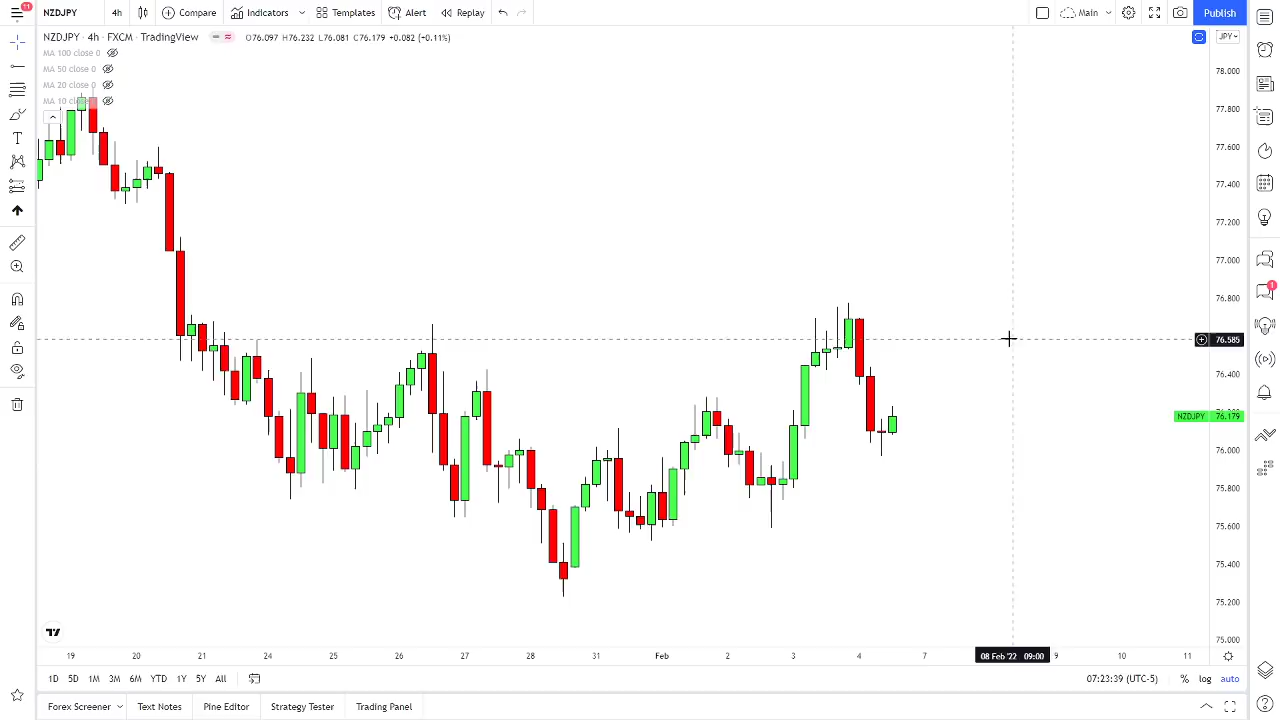 11
NZDJPY 4h Compare Indicators Templates Alert Replay Main Publish
NZDJPY · 4h · FXCM · TradingView O76.097 H76.232 L76.081 C76.179 +0.082 (+0.11%) JPY
MA 100 close 0
MA 50 close 0
MA 20 close 0
MA 10 close 0
78.000
77.800
77.600
77.400
77.200
77.000
76.800
76.585
76.400
NZDJPY 76.179
76.000
75.800
75.600
75.400
75.200
75.000
1
19 20 21 24 25 26 27 28 31 Feb 2 3 4 7 08 Feb '22 09:00 9 10 11
1D 5D 1M 3M 6M YTD 1Y 5Y All 07:23:39 (UTC-5) % log auto
Forex Screener Text Notes Pine Editor Strategy Tester Trading Panel